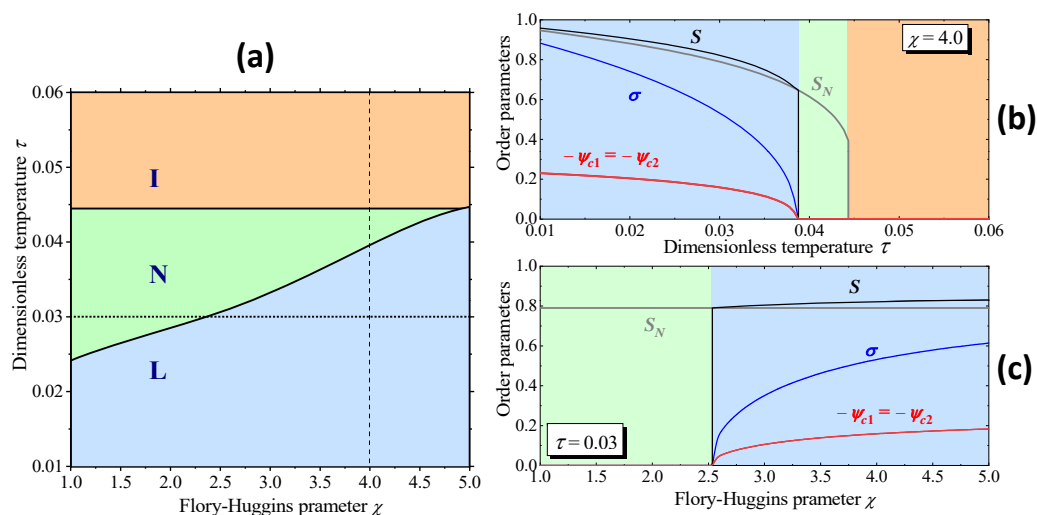 (a)
0.06
0.05
0.04
0.03
0.02
0.01
Dimensionless temperature τ
I
N
L
1.0 1.5 2.0 2.5 3.0 3.5 4.0 4.5 5.0
Flory-Huggins prameter χ
(b)
1.0
0.8
0.6
0.4
0.2
0.0
Order parameters
S
χ = 4.0
S_N
σ
− ψ_c1 = − ψ_c2
0.01 0.02 0.03 0.04 0.05 0.06
Dimensionless temperature τ
(c)
1.0
0.8
0.6
0.4
0.2
0.0
Order parameters
S
S_N
σ
− ψ_c1 = − ψ_c2
τ = 0.03
1.0 1.5 2.0 2.5 3.0 3.5 4.0 4.5 5.0
Flory-Huggins prameter χ